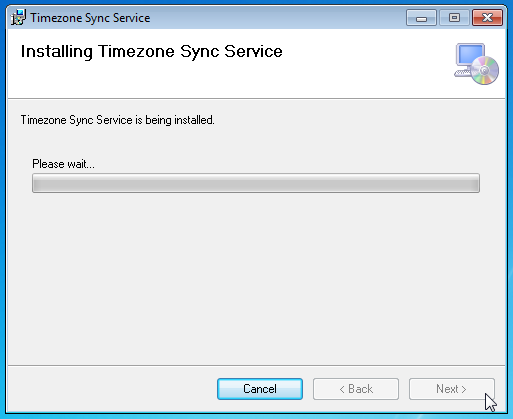 Timezone Sync Service
Installing Timezone Sync Service
Timezone Sync Service is being installed.
Please wait...
Cancel
< Back
Next >